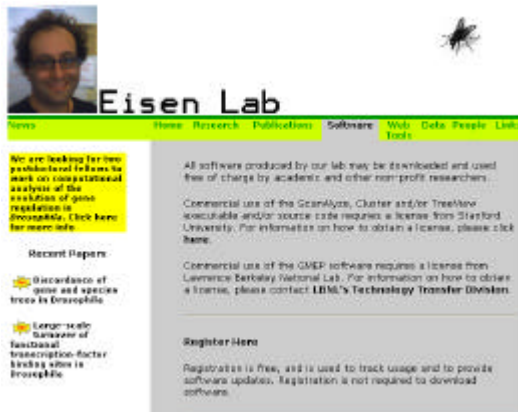 Eisen Lab
News Home Research Publications Software Web Data People Links
Tools
We are looking for two
postdoctoral fellows to
work on computational
analysis of the
evolution of gene
regulation in
Drosophila. Click here
for more info
Recent Papers
Discordance of
gene and species
trees in Drosophila
Large-scale
turnover of
functional
transcription-factor
binding sites in
Drosophila
All software produced by our lab may be downloaded and used
free of charge by academic and other non-profit researchers.
Commercial use of the ScanAlyze, Cluster and/or TreeView
executable and/or source code requires a license from Stanford
University. For information on how to obtain a license, please click
here.
Commercial use of the GMEP software requires a license from
Lawrence Berkeley National Lab. For information on how to obtain
a license, please contact LBNL's Technology Transfer Division.
Register Here
Registration is free, and is used to track usage and to provide
software updates. Registration is not required to download
software.